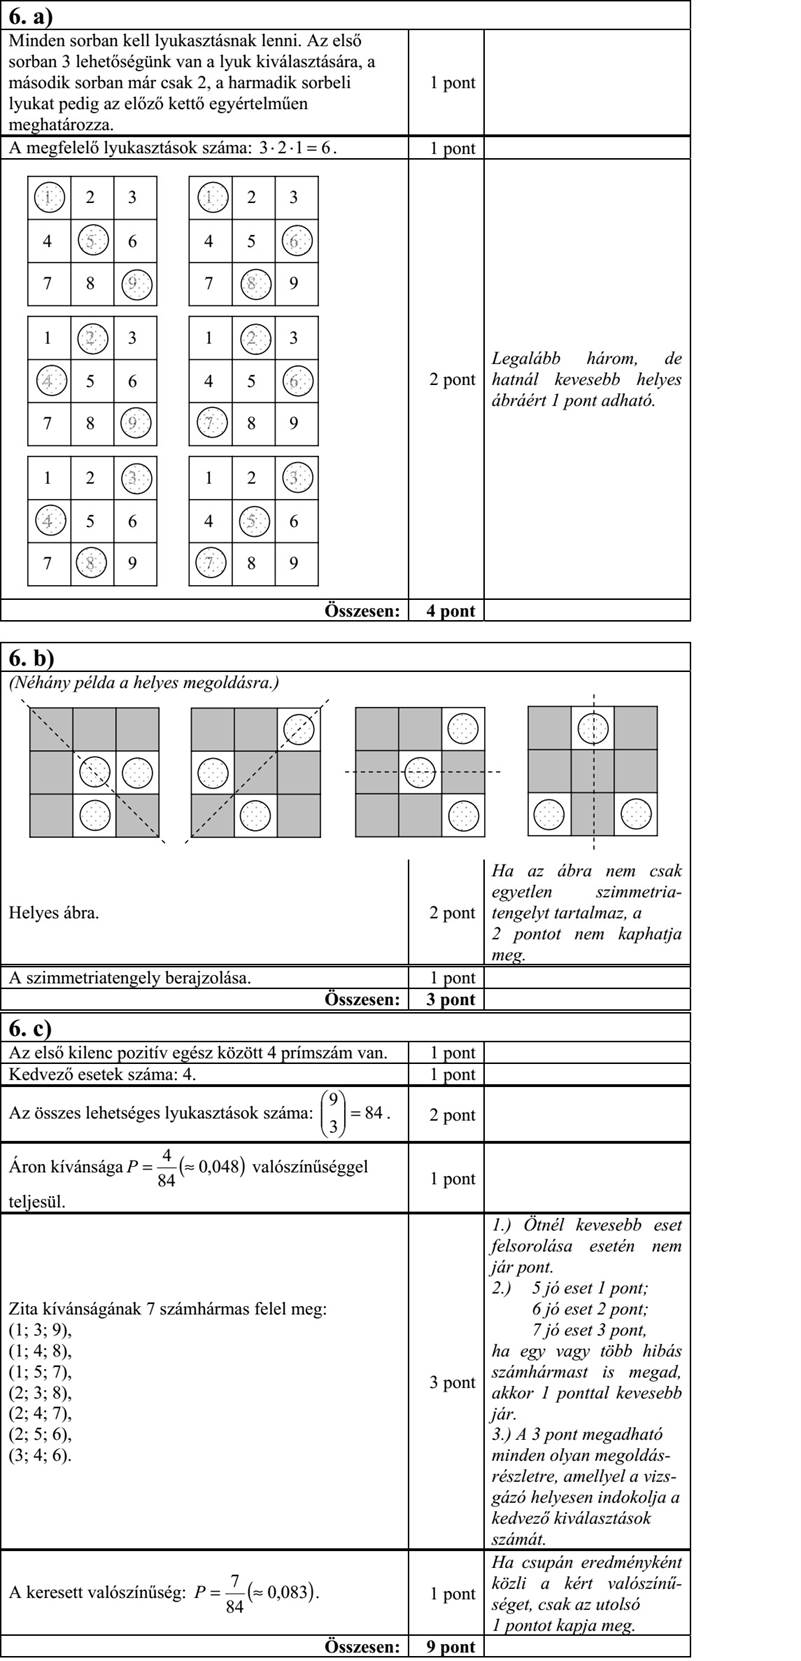 6. a)
Minden sorban kell lyukasztásnak lenni. Az első
sorban 3 lehetőségünk van a lyuk kiválasztására, a
második sorban már csak 2, a harmadik sorbeli
lyukat pedig az előző kettő egyértelműen
meghatározza.
1 pont
A megfelelő lyukasztások száma: 3·2·1=6.
1 pont
1 2 3 1 2 3
4 5 6 4 5 6
7 8 9 7 8 9
1 2 3 1 2 3
4 5 6 4 5 6
7 8 9 7 8 9
1 2 3 1 2 3
4 5 6 4 5 6
7 8 9 7 8 9
2 pont
Legalább három, de
hatnál kevesebb helyes
ábráért 1 pont adható.
Összesen: 4 pont
6. b)
(Néhány példa a helyes megoldásra.)
Helyes ábra.
2 pont
Ha az ábra nem csak
egyetlen szimmetria-
tengelyt tartalmaz, a
2 pontot nem kaphatja
meg.
A szimmetriatengely berajzolása.
1 pont
Összesen: 3 pont
6. c)
Az első kilenc pozitív egész között 4 prímszám van.
1 pont
Kedvező esetek száma: 4.
1 pont
Az összes lehetséges lyukasztások száma: (9 3) = 84.
2 pont
Áron kívánsága P = 4/84 (≈ 0,048) valószínűséggel
teljesül.
1 pont
Zita kívánságának 7 számhármas felel meg:
(1; 3; 9),
(1; 4; 8),
(1; 5; 7),
(2; 3; 8),
(2; 4; 7),
(2; 5; 6),
(3; 4; 6).
3 pont
1.) Ötnél kevesebb eset
felsorolása esetén nem
jár pont.
2.) 5 jó eset 1 pont;
6 jó eset 2 pont;
7 jó eset 3 pont,
ha egy vagy több hibás
számhármast is megad,
akkor 1 ponttal kevesebb
jár.
3.) A 3 pont megadható
minden olyan megoldás-
részletre, amellyel a vizs-
gázó helyesen indokolja a
kedvező kiválasztások
számát.
A keresett valószínűség: P = 7/84 (≈ 0,083).
1 pont
Ha csupán eredményként
közli a kért valószínű-
séget, csak az utolsó
1 pontot kapja meg.
Összesen: 9 pont